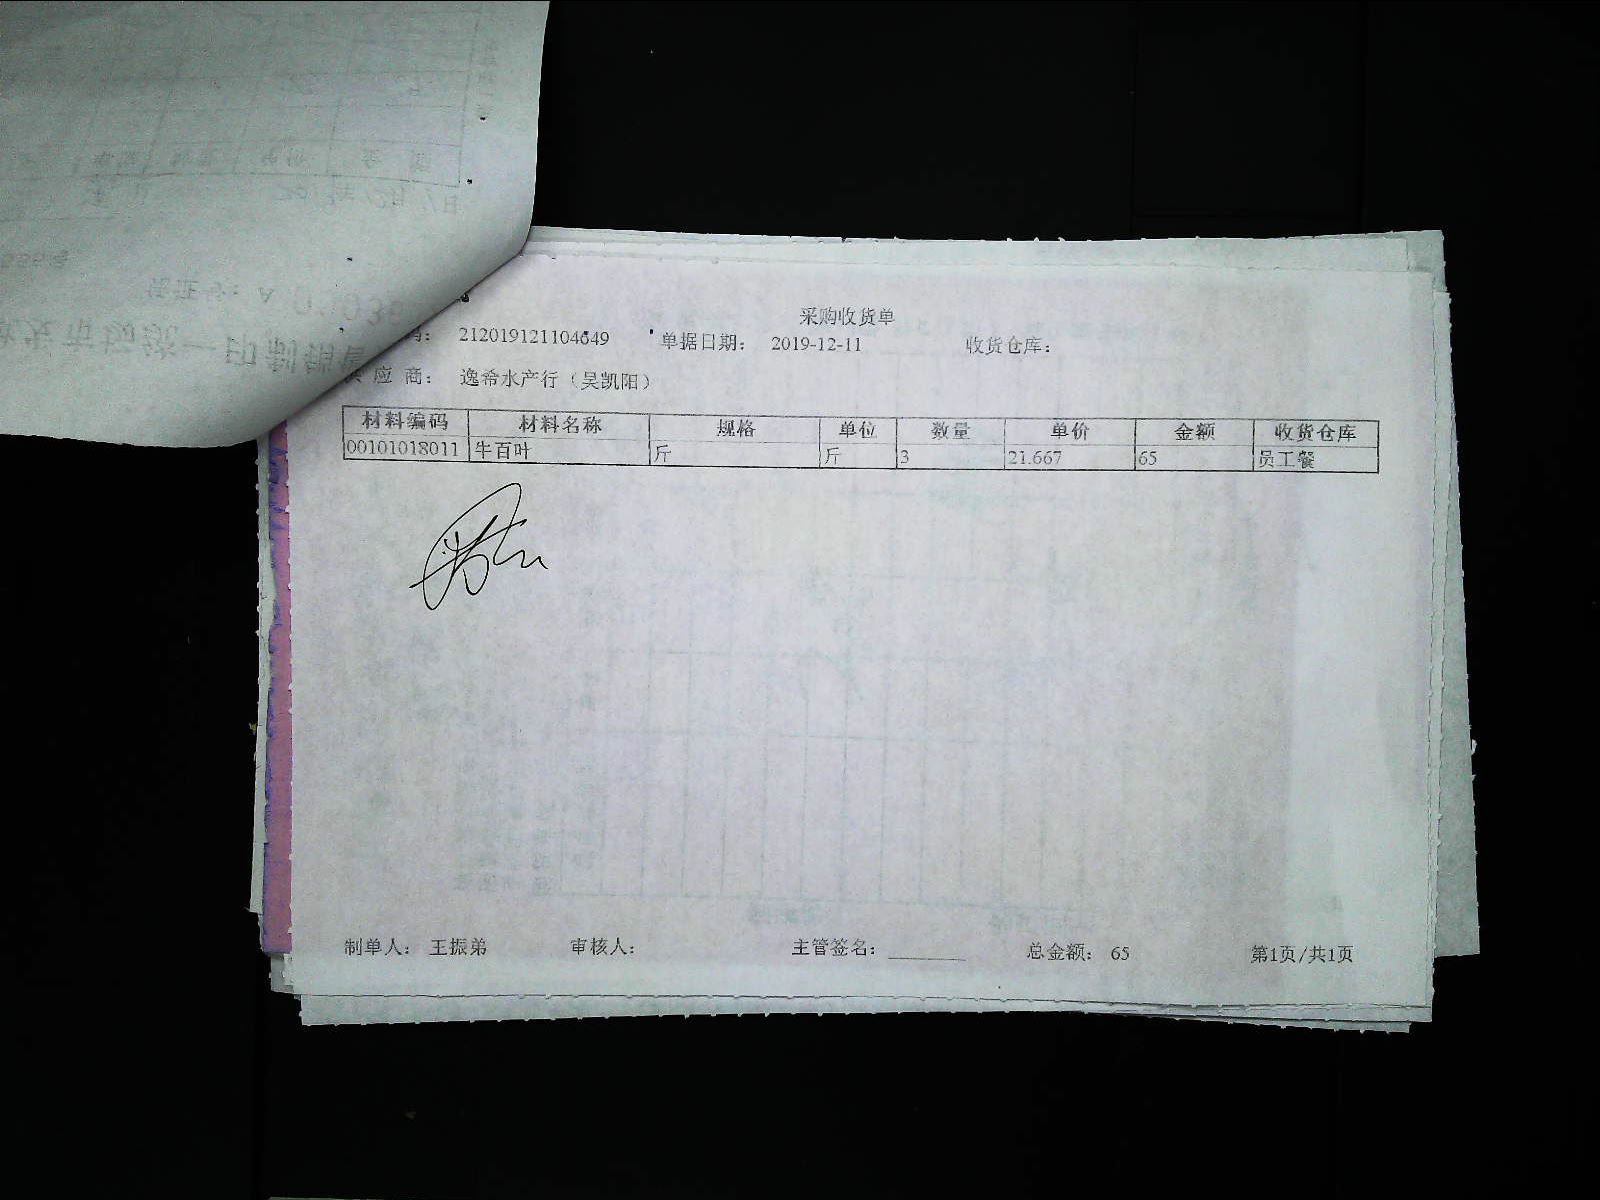 采购收货单
码： 212019121104649 单据日期： 2019-12-11 收货仓库：
供应商： 逸希水产行（吴凯阳）
材料编码 材料名称 规格 单位 数量 单价 金额 收货仓库
00101018011 牛百叶 斤 斤 3 21.667 65 员工餐
制单人： 王振弟 审核人： 主管签名： 总金额： 65 第1页/共1页